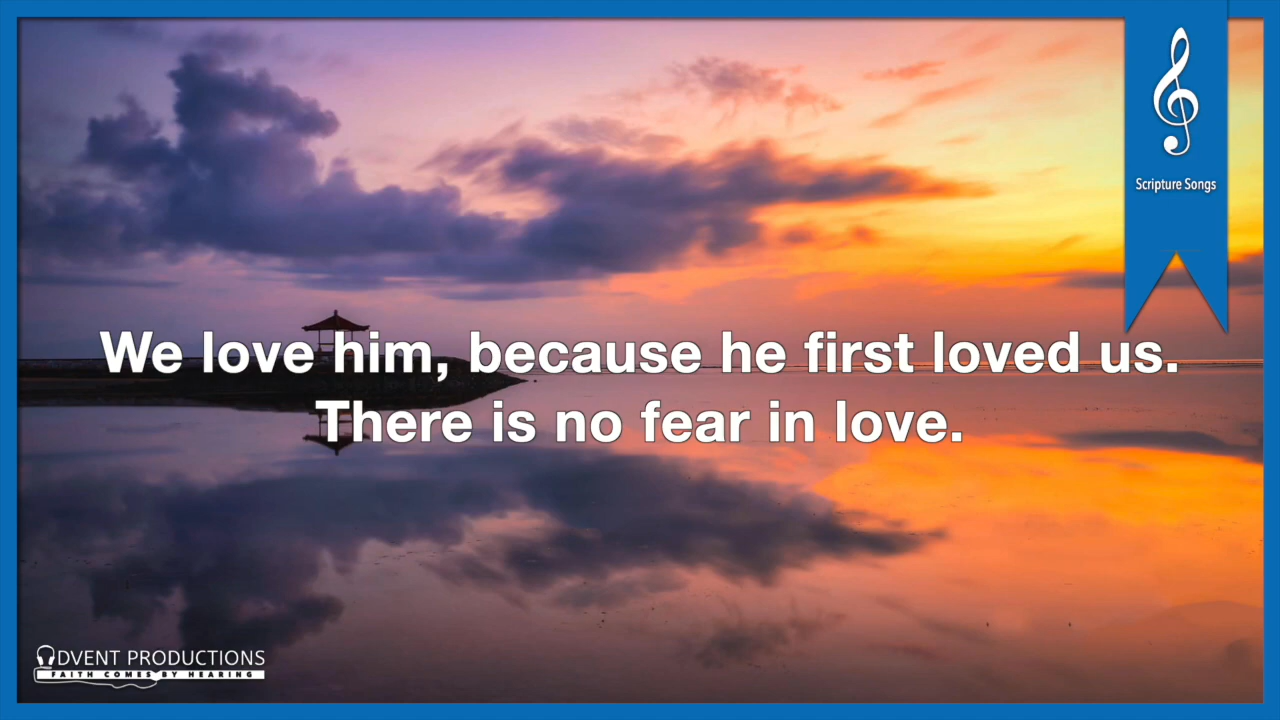 Scripture Songs
We love him, because he first loved us.
There is no fear in love.
ADVENT PRODUCTIONS
FAITH COMES BY HEARING